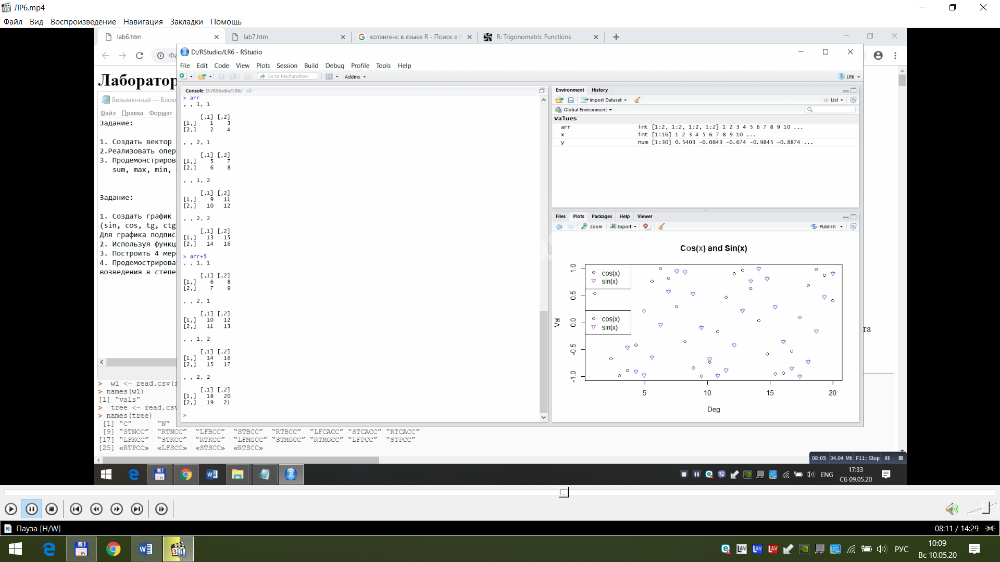 ЛР6.mp4
Файл Вид Воспроизведение Навигация Закладки Помощь
lab6.htm
lab7.htm
котангенс в языке R - Поиск в
R: Trigonometric Functions
D:/RStudio/LR6 - RStudio
File Edit Code View Plots Session Build Debug Profile Tools Help
Go to file/function
Addins
LR6
Лаборатор
Безымянный — Блокн
Файл Правка Формат
Задание:
1. Создать вектор
2.Реализовать опер
3. Продемонстриров
sum, max, min,
Задание:
1. Создать график
(sin, cos, tg, ctg
Для графика подпис
2. Используя функц
3. Построить 4 мер
4. Продемострирова
возведения в степе
Console D:/RStudio/LR6/
> arr
, , 1, 1
[,1] [,2]
[1,] 1 3
[2,] 2 4
, , 2, 1
[,1] [,2]
[1,] 5 7
[2,] 6 8
, , 1, 2
[,1] [,2]
[1,] 9 11
[2,] 10 12
, , 2, 2
[,1] [,2]
[1,] 13 15
[2,] 14 16
> arr+5
, , 1, 1
[,1] [,2]
[1,] 6 8
[2,] 7 9
, , 2, 1
[,1] [,2]
[1,] 10 12
[2,] 11 13
, , 1, 2
[,1] [,2]
[1,] 14 16
[2,] 15 17
, , 2, 2
[,1] [,2]
[1,] 18 20
[2,] 19 21
>
Environment History
Import Dataset
List
Global Environment
Values
arr int [1:2, 1:2, 1:2, 1:2] 1 2 3 4 5 6 7 8 9 10 ...
x int [1:16] 1 2 3 4 5 6 7 8 9 10 ...
y num [1:30] 0.5403 -0.0843 -0.674 -0.9845 -0.8874 ...
Files Plots Packages Help Viewer
Zoom Export Publish
Cos(x) and Sin(x)
cos(x)
sin(x)
cos(x)
sin(x)
Val
1.0
0.5
0.0
-0.5
-1.0
5 10 15 20
Deg
та
> w1 <- read.csv(
> names(w1)
[1] “vals”
> tree <- read.csv
> names(tree)
[1] “C” “N”
[9] “STNCC” “RTNCC” “LFBCC” “STBCC” “RTBCC” “LFCACC” “STCACC” “RTCACC”
[17] “LFKCC” “STKCC” “RTKCC” “LFMGCC” “STMGCC” “RTMGCC” “LFPCC” “STPCC”
[25] «RTPCC» «LFSCC» «STSCC» «RTSCC»
08:05 34.04 Мб F11: Stop
ENG
17:33
Сб 09.05.20
Пауза [H/W]
08:11 / 14:29
РУС
10:09
Вс 10.05.20